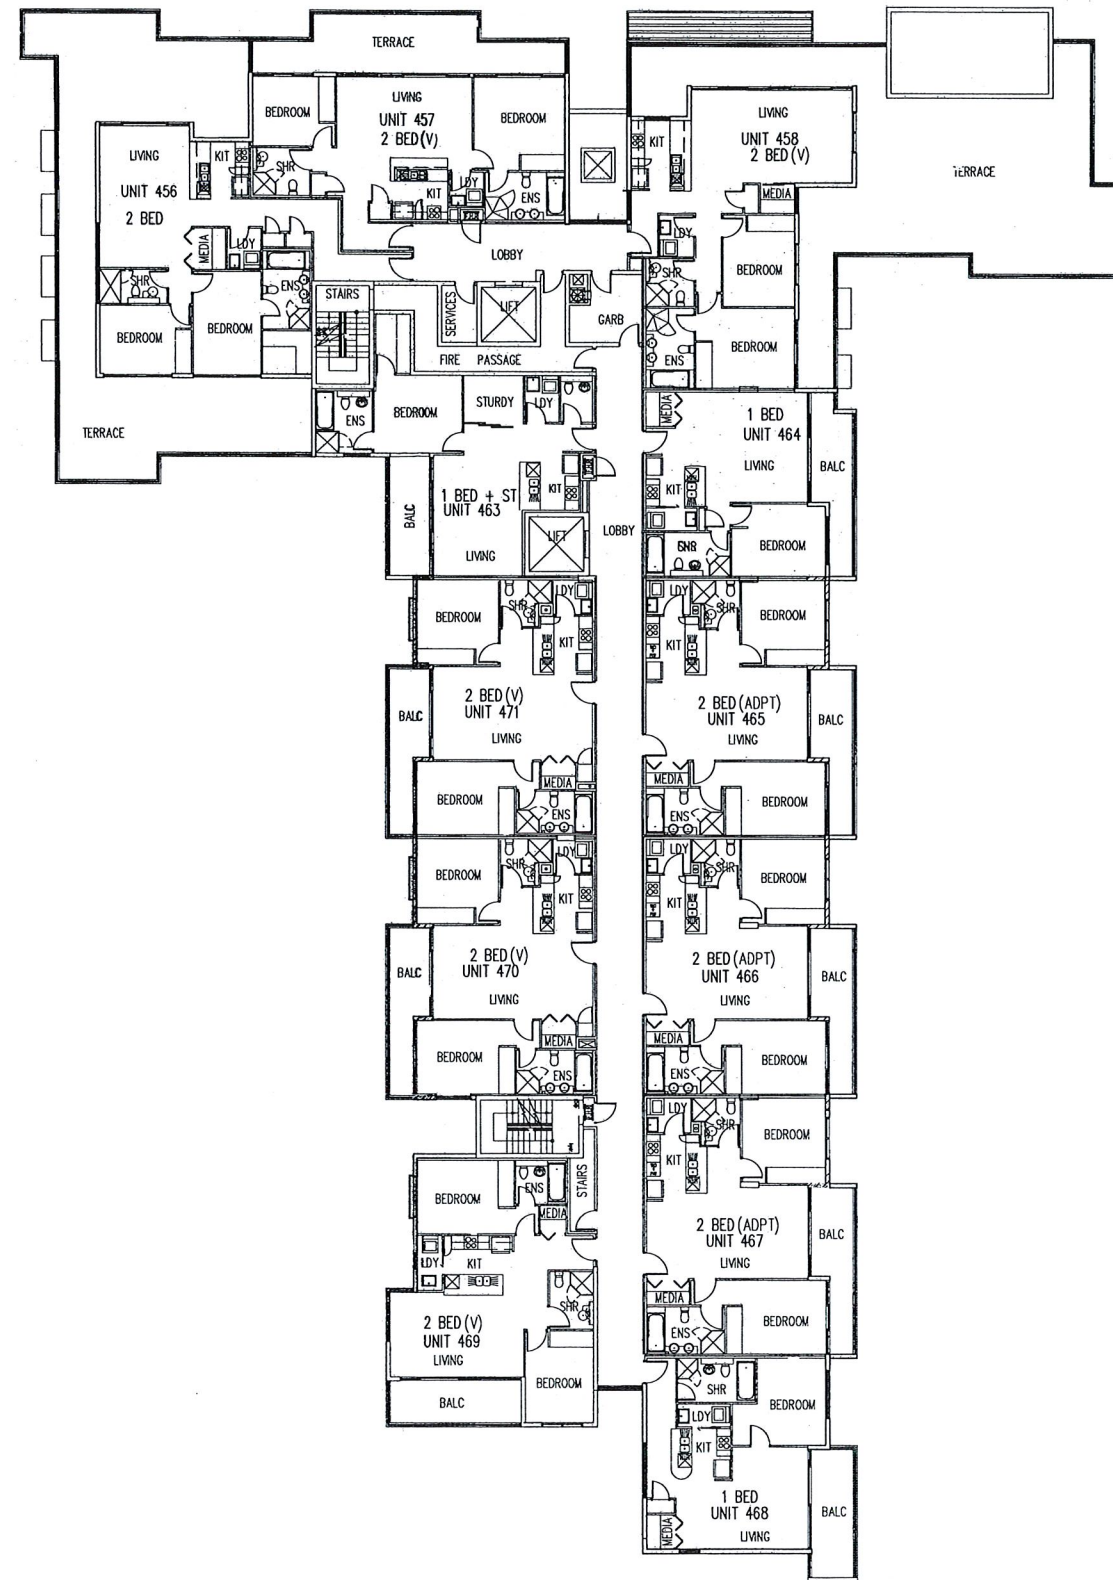 TERRACE
LIVING
UNIT 457
2 BED(V)
BEDROOM
BEDROOM
SHR
KIT
LDY
ENS
LIVING
KIT
UNIT 456
2 BED
MEDIA
LDY
SHR
ENS
BEDROOM
BEDROOM
TERRACE
LIVING
KIT
UNIT 458
2 BED(V)
MEDIA
LDY
SHR
BEDROOM
ENS
BEDROOM
TERRACE
LOBBY
STAIRS
SERVICES
LIFT
GARB
FIRE PASSAGE
ENS
BEDROOM
STURDY
LDY
1 BED + ST
UNIT 463
KIT
BALC
LIVING
LIFT
LOBBY
MEDIA
1 BED
UNIT 464
LIVING
BALC
KIT
BEDROOM
BEDROOM
SHR
LDY
KIT
2 BED(V)
UNIT 471
BALC
LIVING
MEDIA
BEDROOM
ENS
LDY
SHR
BEDROOM
KIT
2 BED(ADPT)
UNIT 465
LIVING
BALC
MEDIA
ENS
BEDROOM
BEDROOM
SHR
LDY
KIT
2 BED(V)
UNIT 470
BALC
LIVING
MEDIA
BEDROOM
ENS
LDY
SHR
BEDROOM
KIT
2 BED(ADPT)
UNIT 466
LIVING
BALC
MEDIA
ENS
BEDROOM
STAIRS
BEDROOM
ENS
MEDIA
LDY
KIT
SHR
2 BED (V)
UNIT 469
LIVING
BEDROOM
BALC
LDY
SHR
BEDROOM
KIT
2 BED(ADPT)
UNIT 467
LIVING
BALC
MEDIA
ENS
BEDROOM
SHR
BEDROOM
LDY
KIT
1 BED
UNIT 468
BALC
MEDIA
LIVING